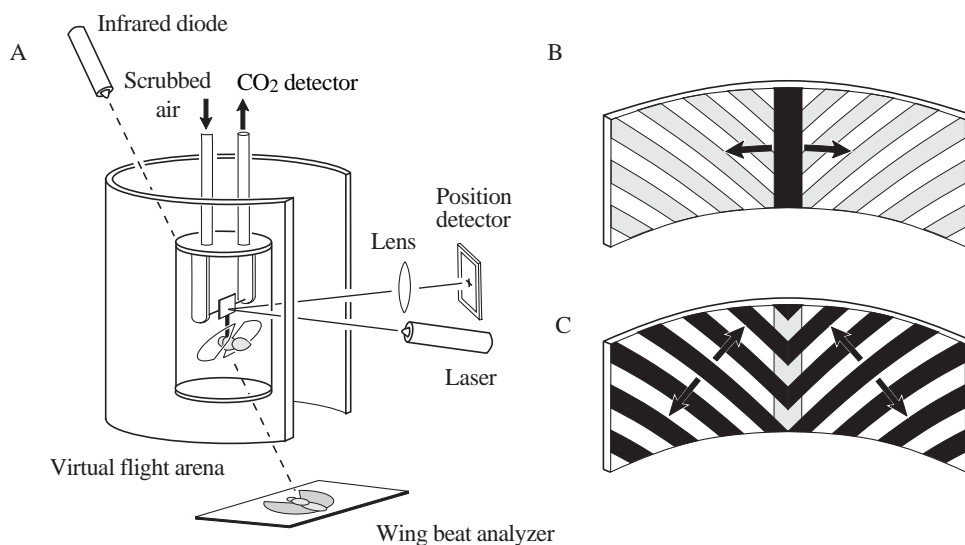 Infrared diode
A
B
Scrubbed
air
CO2 detector
Position
detector
Lens
C
Laser
Virtual flight arena
Wing beat analyzer